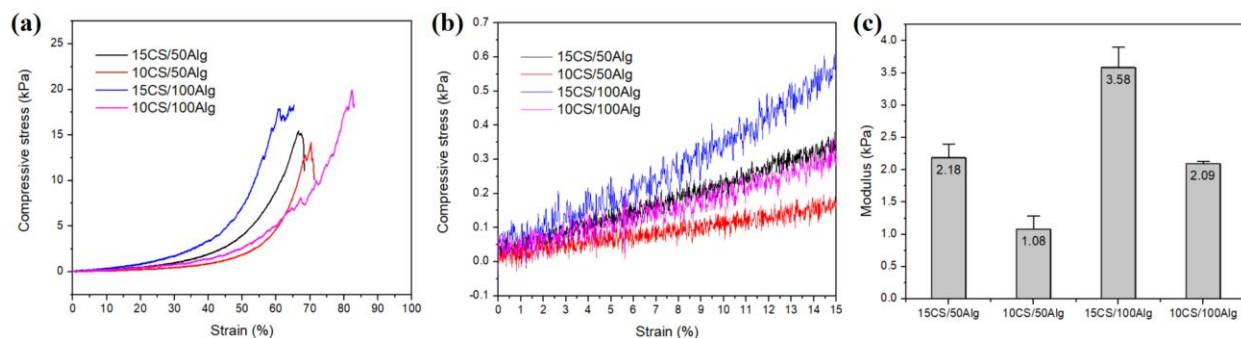 (a)
15CS/50Alg
10CS/50Alg
15CS/100Alg
10CS/100Alg
Compressive stress (kPa)
25
20
15
10
5
0
0 10 20 30 40 50 60 70 80 90 100
Strain (%)
(b)
15CS/50Alg
10CS/50Alg
15CS/100Alg
10CS/100Alg
Compressive stress (kPa)
0.7
0.6
0.5
0.4
0.3
0.2
0.1
0.0
-0.1
0 1 2 3 4 5 6 7 8 9 10 11 12 13 14 15
Strain (%)
(c)
Modulus (kPa)
4.0
3.5
3.0
2.5
2.0
1.5
1.0
0.5
0.0
2.18
1.08
3.58
2.09
15CS/50Alg 10CS/50Alg 15CS/100Alg 10CS/100Alg